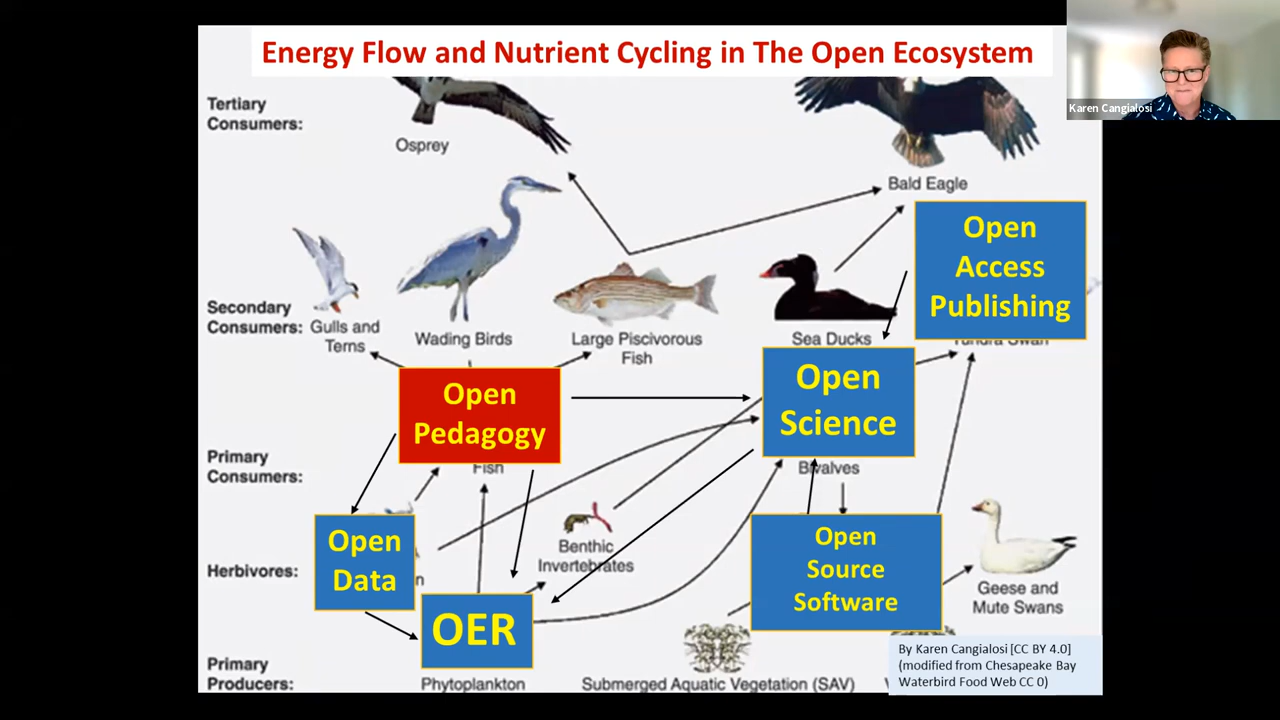 Energy Flow and Nutrient Cycling in The Open Ecosystem
Karen Cangialosi
Tertiary
Consumers:
Osprey
Bald Eagle
Open
Access
Publishing
Secondary
Consumers:
Gulls and
Terns
Wading Birds
Large Piscivorous
Fish
Sea Ducks
Tundra Swan
Open
Pedagogy
Open
Science
Primary
Consumers:
Fish
Bivalves
Open
Data
Benthic
Invertebrates
Open
Source
Software
Herbivores:
Geese and
Mute Swans
OER
By Karen Cangialosi [CC BY 4.0]
(modified from Chesapeake Bay
Waterbird Food Web CC 0)
Primary
Producers:
Phytoplankton
Submerged Aquatic Vegetation (SAV)